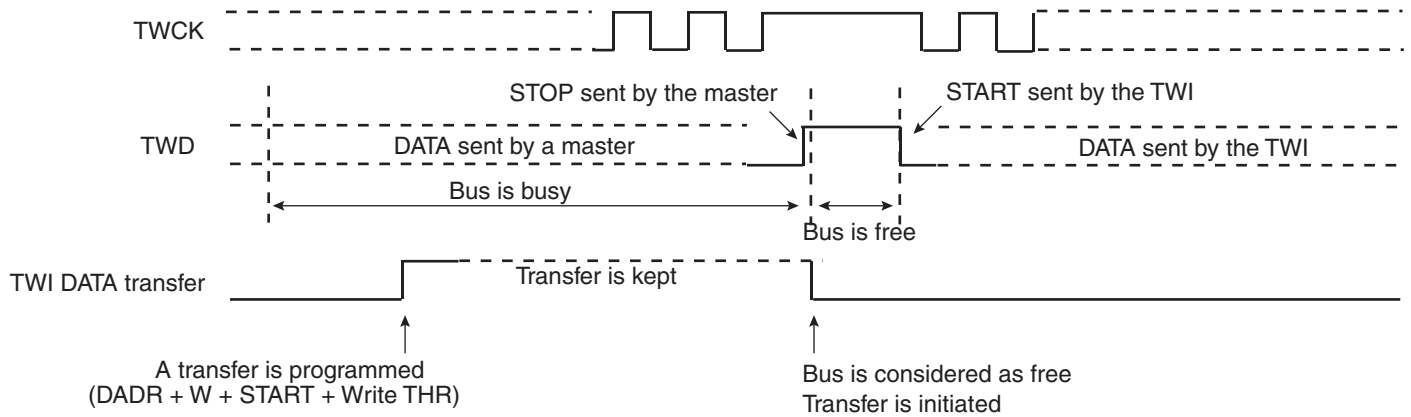 TWCK
STOP sent by the master
START sent by the TWI
TWD
DATA sent by a master
DATA sent by the TWI
Bus is busy
Bus is free
TWI DATA transfer
Transfer is kept
A transfer is programmed
(DADR + W + START + Write THR)
Bus is considered as free
Transfer is initiated